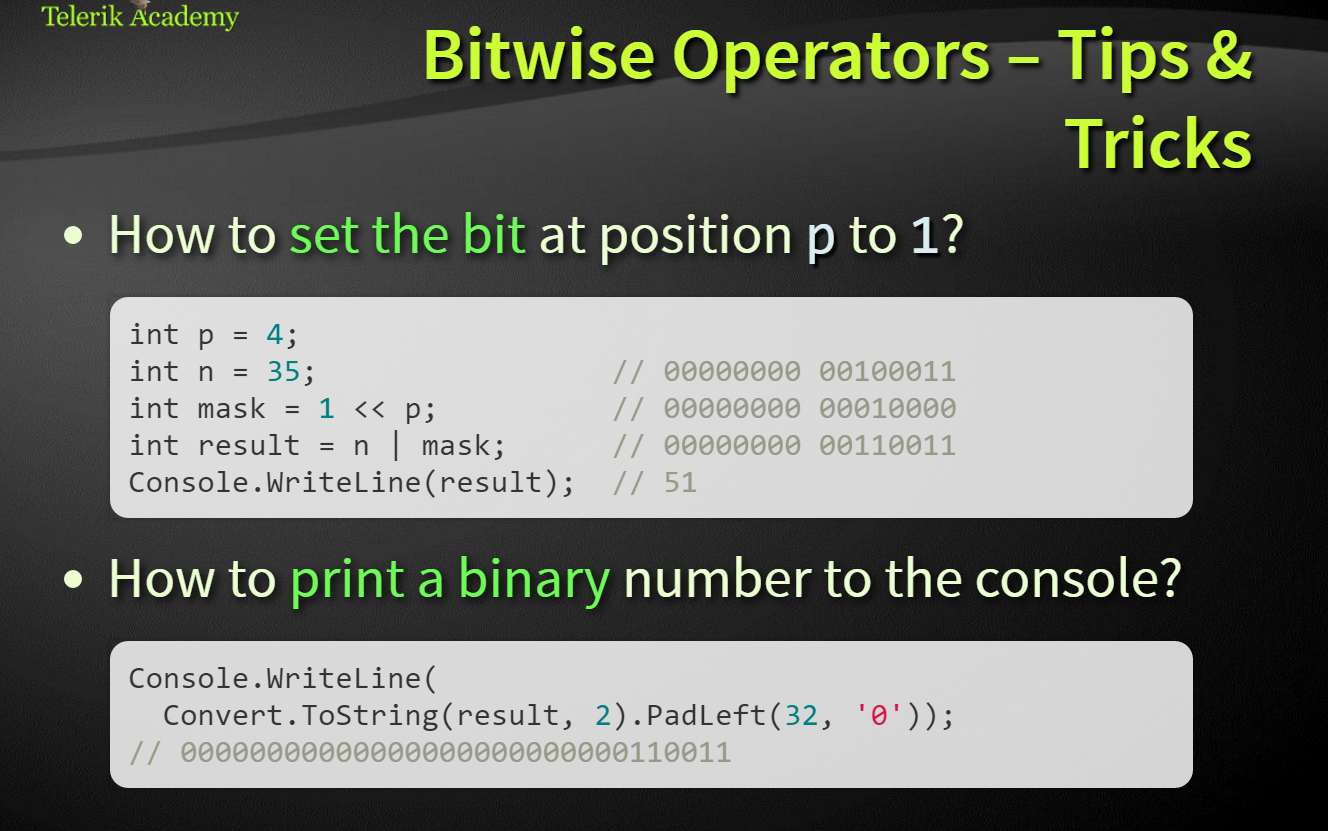 Telerik Academy
Bitwise Operators – Tips &
Tricks
• How to set the bit at position p to 1?
int p = 4;
int n = 35;                 // 00000000 00100011
int mask = 1 << p;          // 00000000 00010000
int result = n | mask;      // 00000000 00110011
Console.WriteLine(result);  // 51
• How to print a binary number to the console?
Console.WriteLine(
  Convert.ToString(result, 2).PadLeft(32, '0'));
// 00000000000000000000000000110011